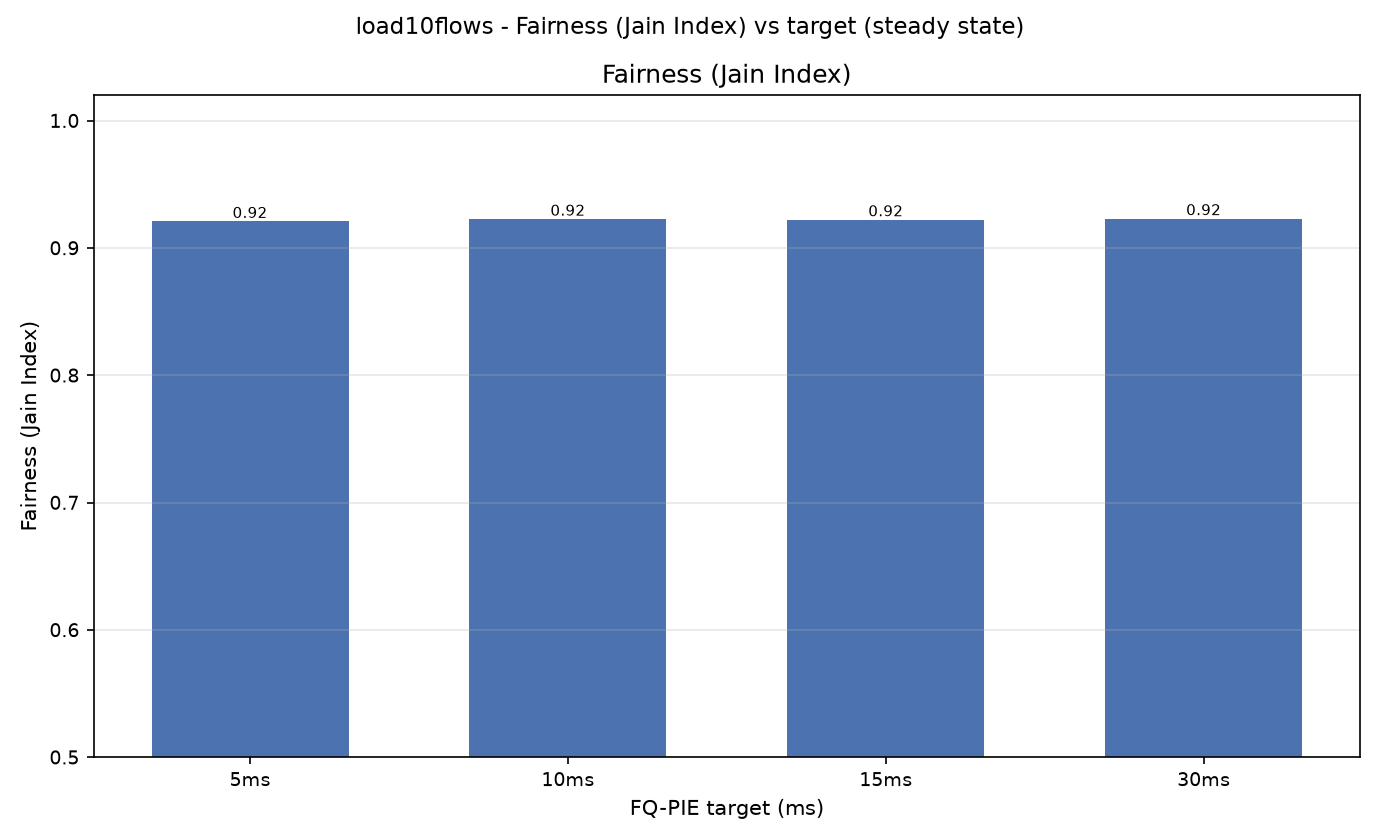 load10flows - Fairness (Jain Index) vs target (steady state)
Fairness (Jain Index)
Fairness (Jain Index)
1.0
0.9
0.8
0.7
0.6
0.5
0.92
0.92
0.92
0.92
5ms
10ms
15ms
30ms
FQ-PIE target (ms)